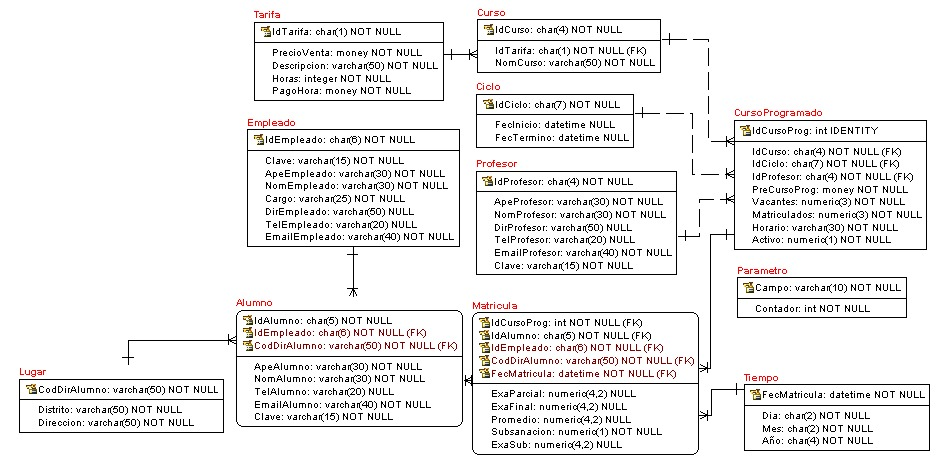 Tarifa
IdTarifa: char(1) NOT NULL
PrecioVenta: money NOT NULL
Descripcion: varchar(50) NOT NULL
Horas: integer NOT NULL
PagoHora: money NOT NULL
Curso
IdCurso: char(4) NOT NULL
IdTarifa: char(1) NOT NULL (FK)
NomCurso: varchar(50) NOT NULL
Ciclo
IdCiclo: char(7) NOT NULL
FecInicio: datetime NOT NULL
FecTermino: datetime NOT NULL
CursoProgramado
IdCursoProg: int IDENTITY
IdCurso: char(4) NOT NULL (FK)
IdCiclo: char(7) NOT NULL (FK)
IdProfesor: char(4) NOT NULL (FK)
PreCursoProg: money NOT NULL
Vacantes: numeric(3) NOT NULL
Matriculados: numeric(3) NOT NULL
Horario: varchar(30) NOT NULL
Activo: numeric(1) NOT NULL
Empleado
IdEmpleado: char(6) NOT NULL
Clave: varchar(15) NOT NULL
ApeEmpleado: varchar(30) NOT NULL
NomEmpleado: varchar(30) NOT NULL
Cargo: varchar(25) NOT NULL
DirEmpleado: varchar(50) NOT NULL
TelEmpleado: varchar(20) NOT NULL
EmailEmpleado: varchar(40) NOT NULL
Profesor
IdProfesor: char(4) NOT NULL
ApeProfesor: varchar(30) NOT NULL
NomProfesor: varchar(30) NOT NULL
DirProfesor: varchar(50) NOT NULL
TelProfesor: varchar(20) NOT NULL
EmailProfesor: varchar(40) NOT NULL
Clave: varchar(15) NOT NULL
Parametro
Campo: varchar(10) NOT NULL
Contador: int NOT NULL
Alumno
IdAlumno: char(5) NOT NULL
IdEmpleado: char(6) NOT NULL (FK)
CodDirAlumno: varchar(50) NOT NULL (FK)
ApeAlumno: varchar(30) NOT NULL
NomAlumno: varchar(30) NOT NULL
TelAlumno: varchar(20) NOT NULL
EmailAlumno: varchar(40) NOT NULL
Clave: varchar(15) NOT NULL
Matricula
IdCursoProg: int NOT NULL (FK)
IdAlumno: char(5) NOT NULL (FK)
IdEmpleado: char(6) NOT NULL (FK)
CodDirAlumno: varchar(50) NOT NULL (FK)
FecMatricula: datetime NOT NULL (FK)
ExaParcial: numeric(4,2) NOT NULL
ExaFinal: numeric(4,2) NOT NULL
Promedio: numeric(4,2) NOT NULL
Subsanacion: numeric(1) NOT NULL
ExaSub: numeric(4,2) NOT NULL
Lugar
CodDirAlumno: varchar(50) NOT NULL
Distrito: varchar(50) NOT NULL
Direccion: varchar(50) NOT NULL
Tiempo
FecMatricula: datetime NOT NULL
Dia: char(2) NOT NULL
Mes: char(2) NOT NULL
Año: char(4) NOT NULL